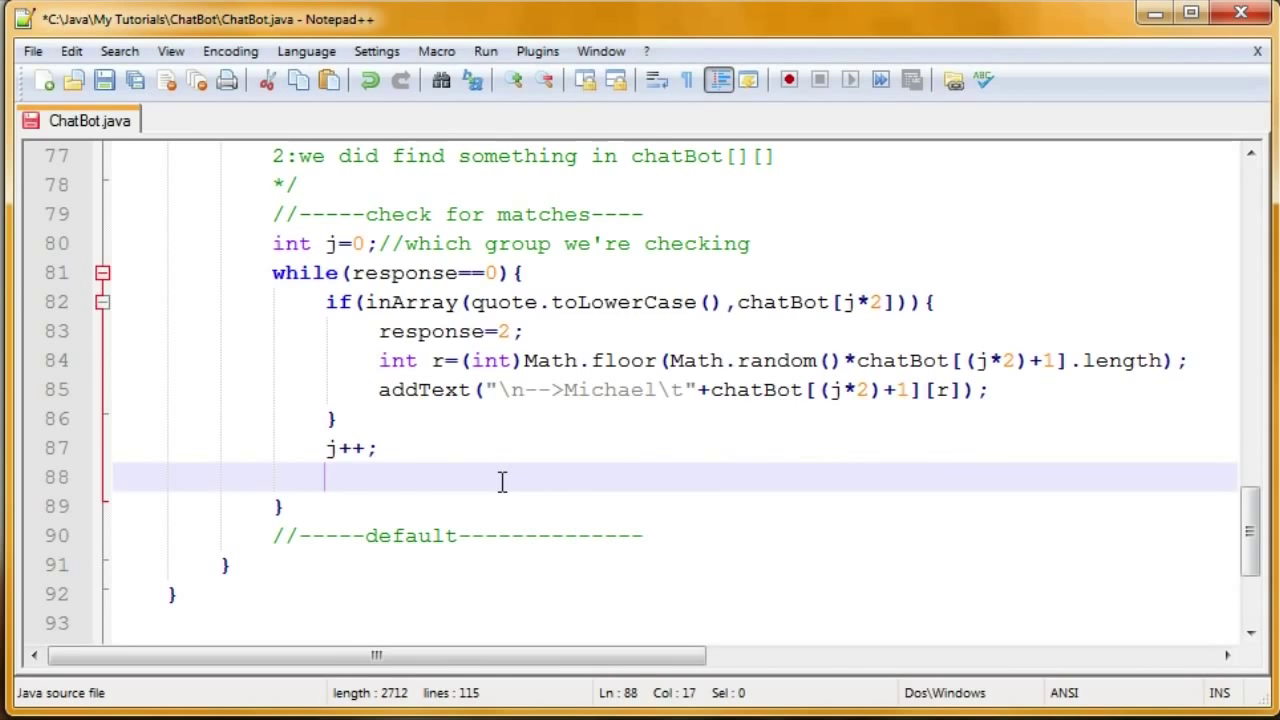 *C:\Java\My Tutorials\ChatBot\ChatBot.java - Notepad++
File Edit Search View Encoding Language Settings Macro Run Plugins Window ? X
ChatBot.java
77 2:we did find something in chatBot[][]
78 */
79 //-----check for matches----
80 int j=0;//which group we're checking
81 while(response==0){
82 if(inArray(quote.toLowerCase(),chatBot[j*2])){
83 response=2;
84 int r=(int)Math.floor(Math.random()*chatBot[(j*2)+1].length);
85 addText("\n-->Michael\t"+chatBot[(j*2)+1][r]);
86 }
87 j++;
88
89 }
90 //-----default--------------
91 }
92 }
93
Java source file length : 2712 lines : 115 Ln : 88 Col : 17 Sel : 0 Dos\Windows ANSI INS